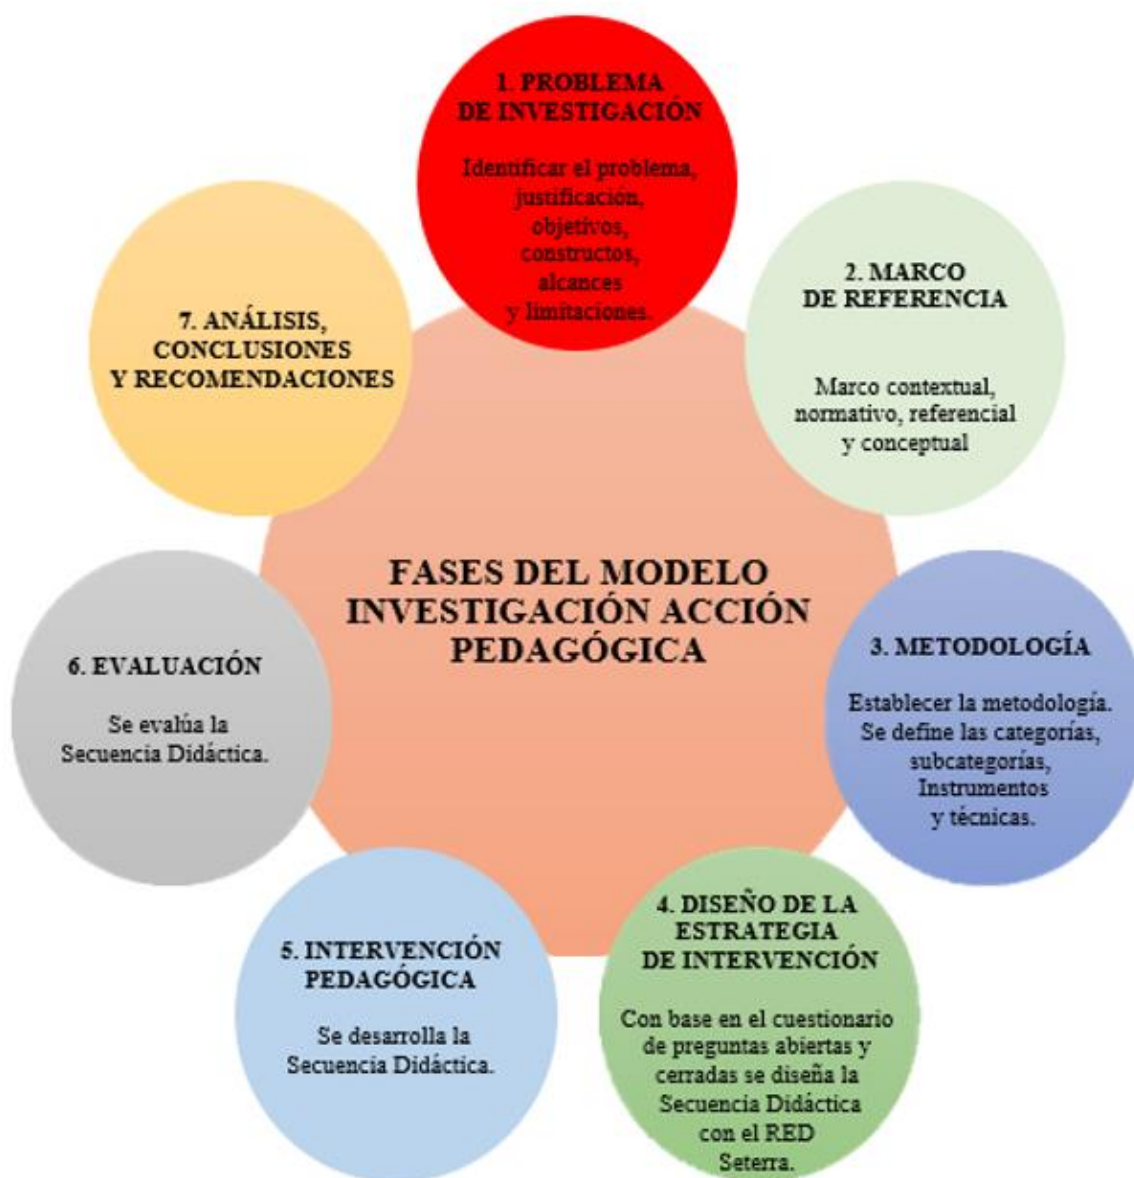 1. PROBLEMA
DE INVESTIGACIÓN
Identificar el problema,
justificación,
objetivos,
constructos,
alcances
y limitaciones.
2. MARCO
DE REFERENCIA
Marco contextual,
normativo, referencial
y conceptual
3. METODOLOGÍA
Establecer la metodología.
Se define las categorías,
subcategorías,
Instrumentos
y técnicas.
4. DISEÑO DE LA
ESTRATEGIA
DE INTERVENCIÓN
Con base en el cuestionario
de preguntas abiertas y
cerradas se diseña la
Secuencia Didáctica
con el RED
Seterra.
5. INTERVENCIÓN
PEDAGÓGICA
Se desarrolla la
Secuencia Didáctica.
6. EVALUACIÓN
Se evalúa la
Secuencia Didáctica.
7. ANÁLISIS,
CONCLUSIONES
Y RECOMENDACIONES
FASES DEL MODELO
INVESTIGACIÓN ACCIÓN
PEDAGÓGICA